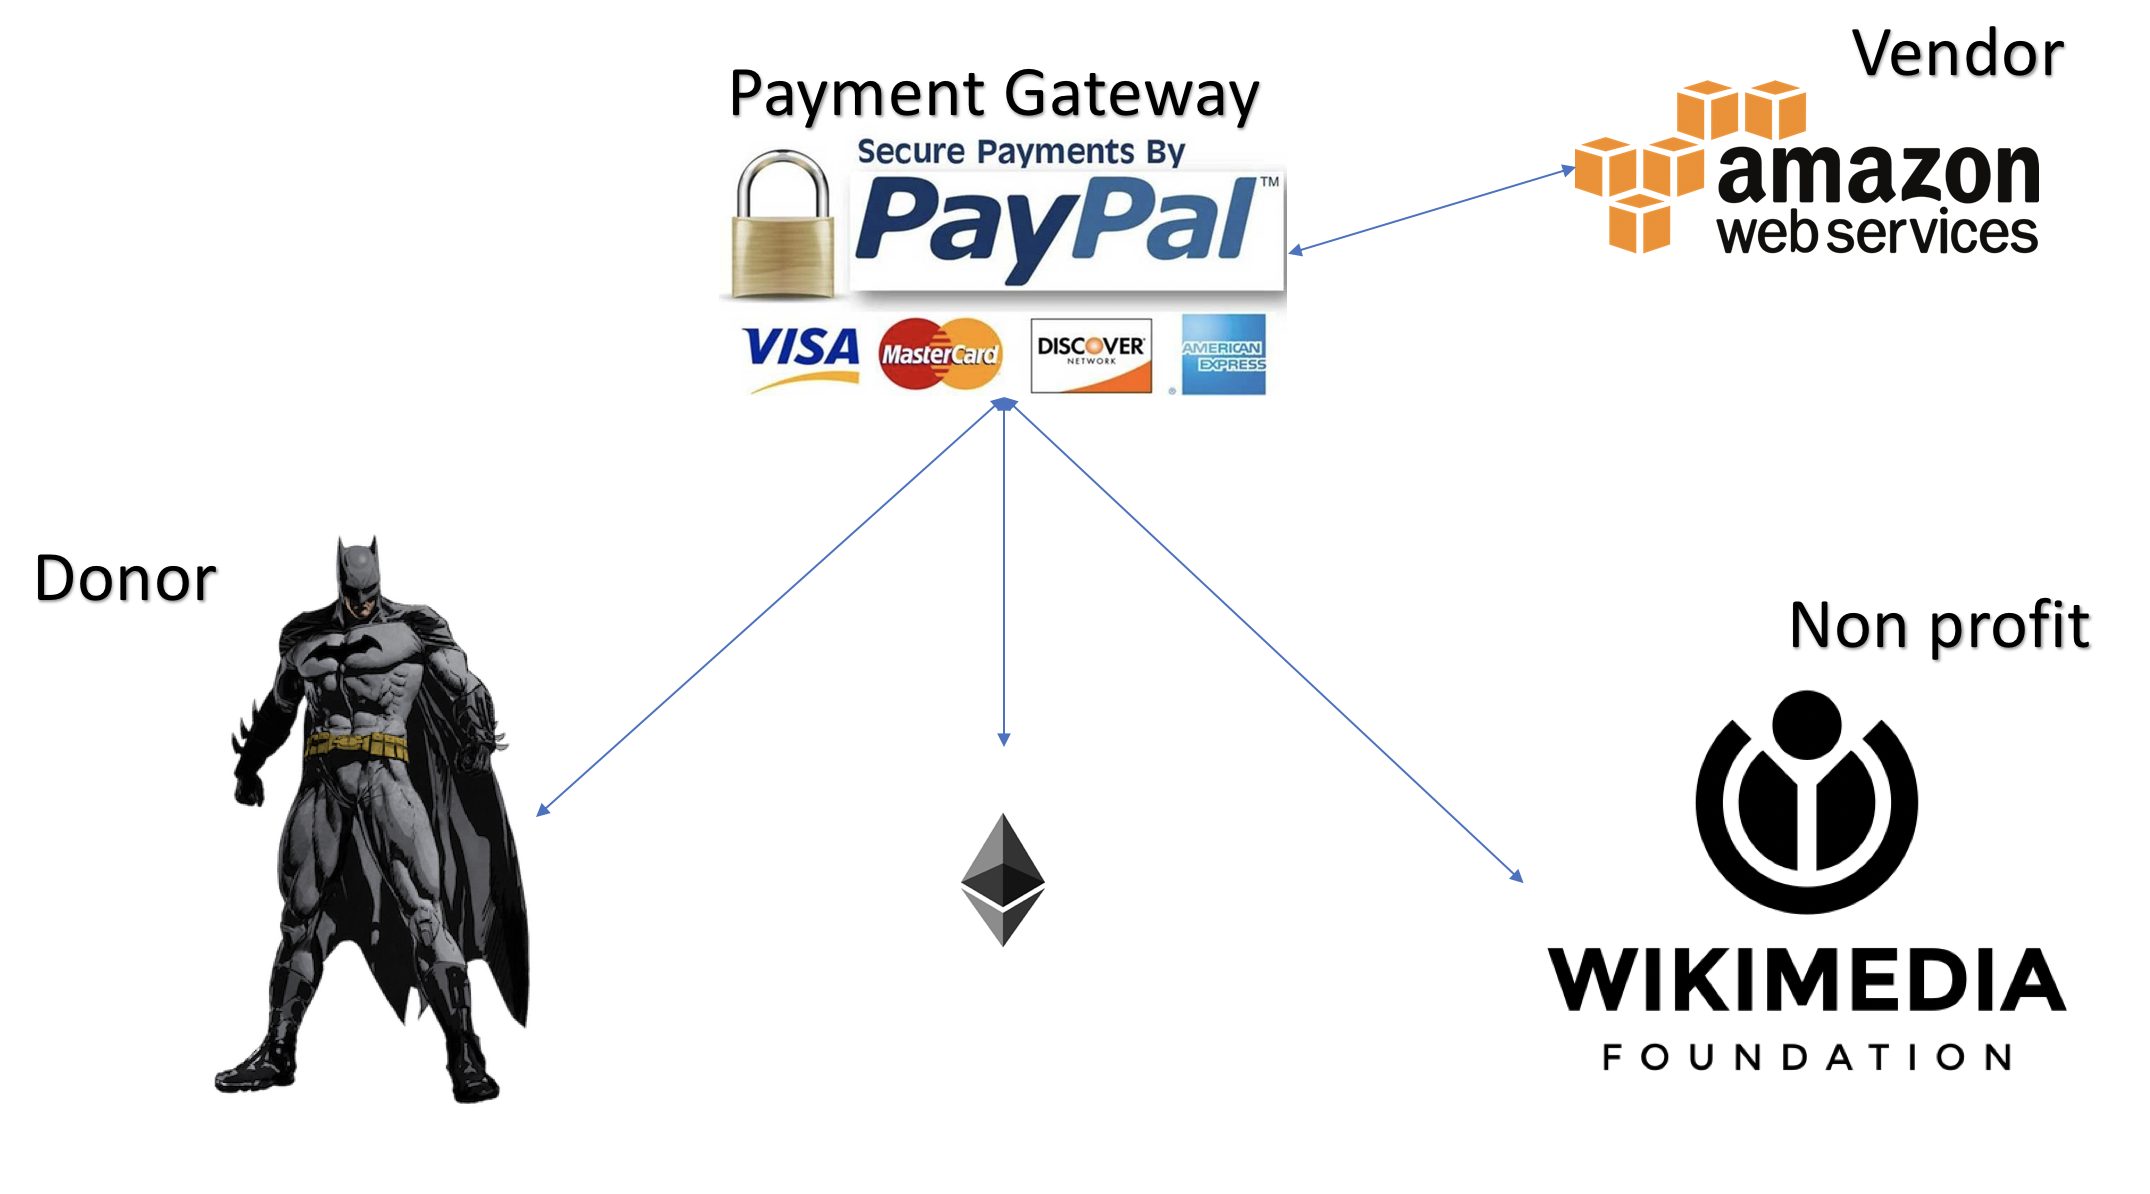 Vendor
Payment Gateway
Secure Payments By
PayPal™
amazon
web services
VISA
MasterCard
DISCOVER®
NETWORK
AMERICAN
EXPRESS
®
Donor
Non profit
WIKIMEDIA
FOUNDATION